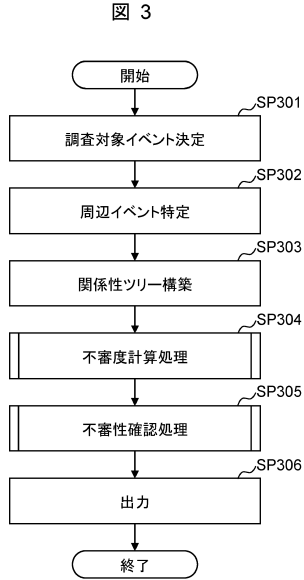 図 3
開始
SP301
調査対象イベント決定
SP302
周辺イベント特定
SP303
関係性ツリー構築
SP304
不審度計算処理
SP305
不審性確認処理
SP306
出力
終了